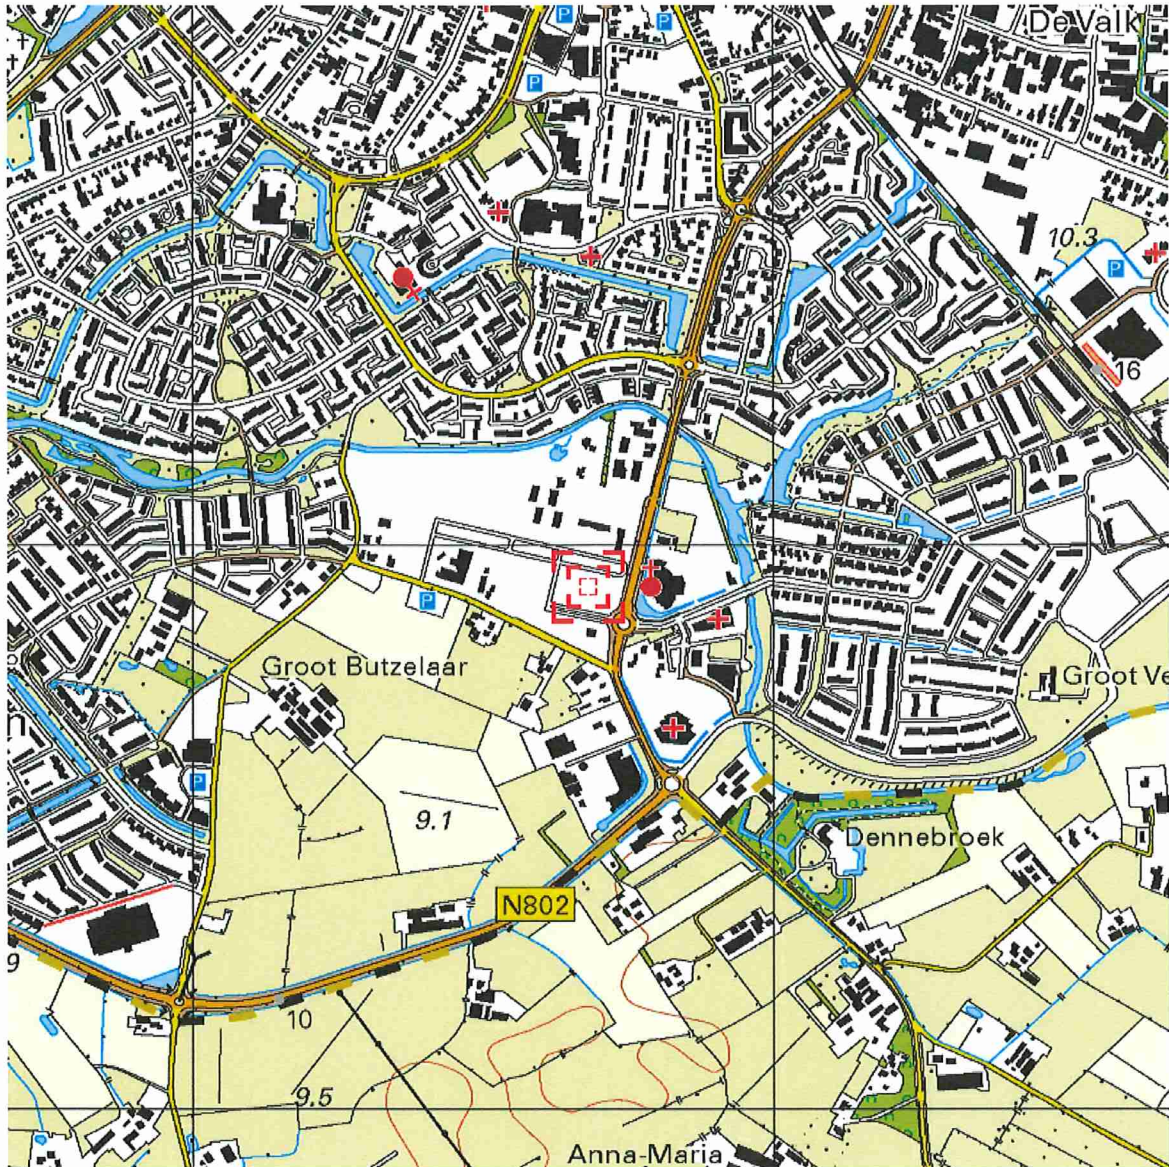 P
P
De Valk
P
10.3
P
16
P
Groot Butzelaar
Groot Ve
n
P
9.1
Dennebroek
N802
9
10
9.5
Anna-Maria